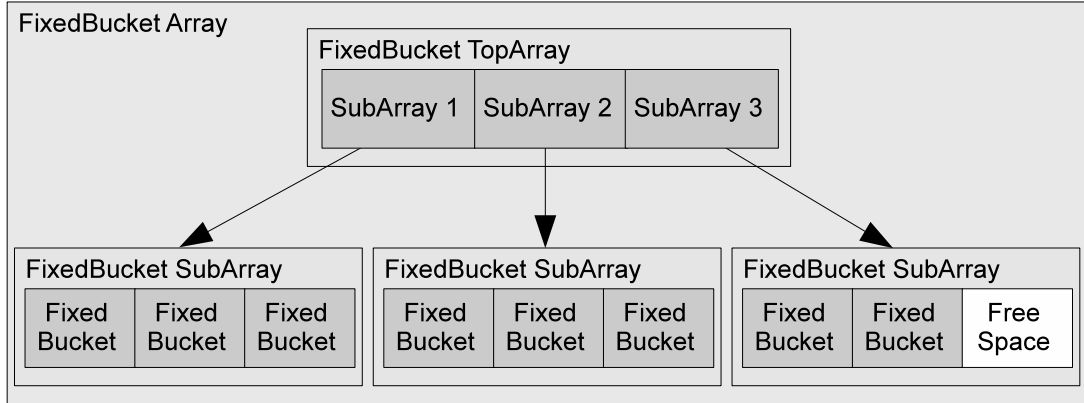 FixedBucket Array
FixedBucket TopArray
SubArray 1
SubArray 2
SubArray 3
FixedBucket SubArray
Fixed
Bucket
Fixed
Bucket
Fixed
Bucket
FixedBucket SubArray
Fixed
Bucket
Fixed
Bucket
Fixed
Bucket
FixedBucket SubArray
Fixed
Bucket
Fixed
Bucket
Free
Space